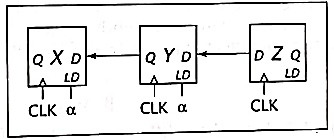 Q X D
LD
Q Y D
LD
D Z Q
LD
CLK α
CLK α
CLK